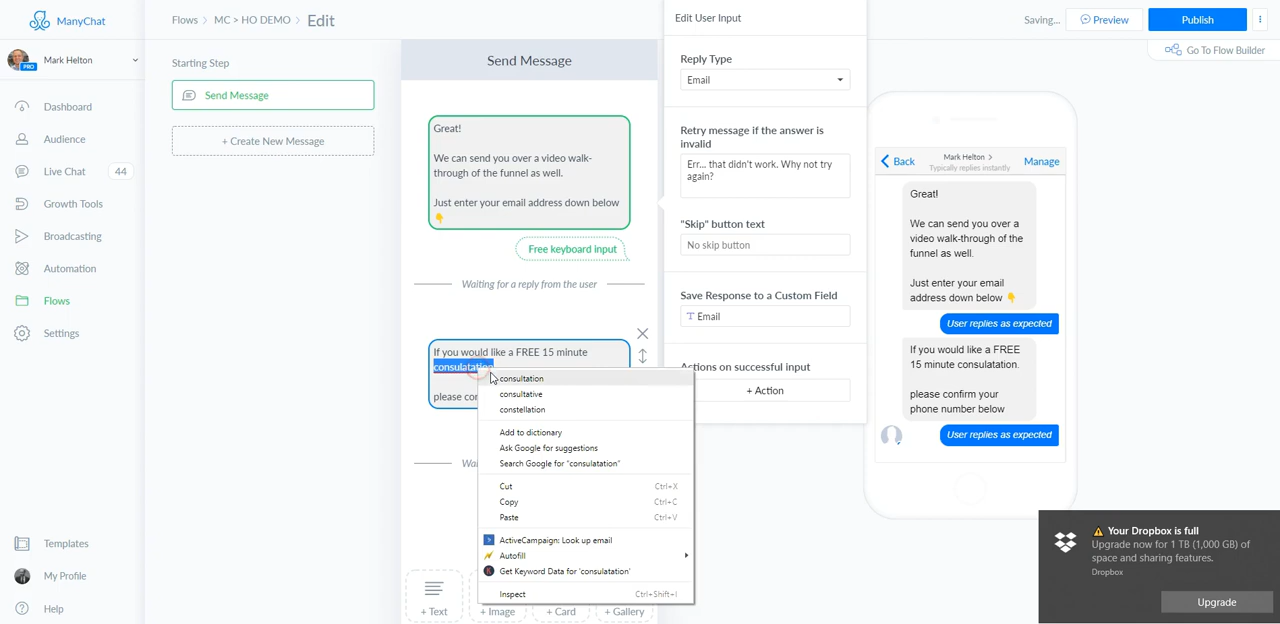 ManyChat
Flows
MC > HO DEMO
Edit
Saving...
Preview
Publish
Mark Helton
PRO
Go To Flow Builder
Dashboard
Audience
Live Chat
44
Growth Tools
Broadcasting
Automation
Flows
Settings
Templates
My Profile
Help
Starting Step
Send Message
+ Create New Message
Send Message
Great!
We can send you over a video walk-
through of the funnel as well.
Just enter your email address down below
Free keyboard input
Waiting for a reply from the user
If you would like a FREE 15 minute
consulatation
please con
Wai
+ Text
+ Image
+ Card
+ Gallery
consultation
consultative
constellation
Add to dictionary
Ask Google for suggestions
Search Google for "consulatation"
Cut Ctrl+X
Copy Ctrl+C
Paste Ctrl+V
ActiveCampaign: Look up email
Autofill
Get Keyword Data for 'consulatation'
Inspect Ctrl+Shift+I
Edit User Input
Reply Type
Email
Retry message if the answer is
invalid
Err... that didn't work. Why not try
again?
"Skip" button text
No skip button
Save Response to a Custom Field
T Email
Actions on successful input
+ Action
Back
Mark Helton >
Typically replies instantly
Manage
Great!
We can send you over a
video walk-through of the
funnel as well.
Just enter your email
address down below
User replies as expected
If you would like a FREE
15 minute consulatation.
please confirm your
phone number below
User replies as expected
Your Dropbox is full
Upgrade now for 1 TB (1,000 GB) of
space and sharing features.
Dropbox
Upgrade